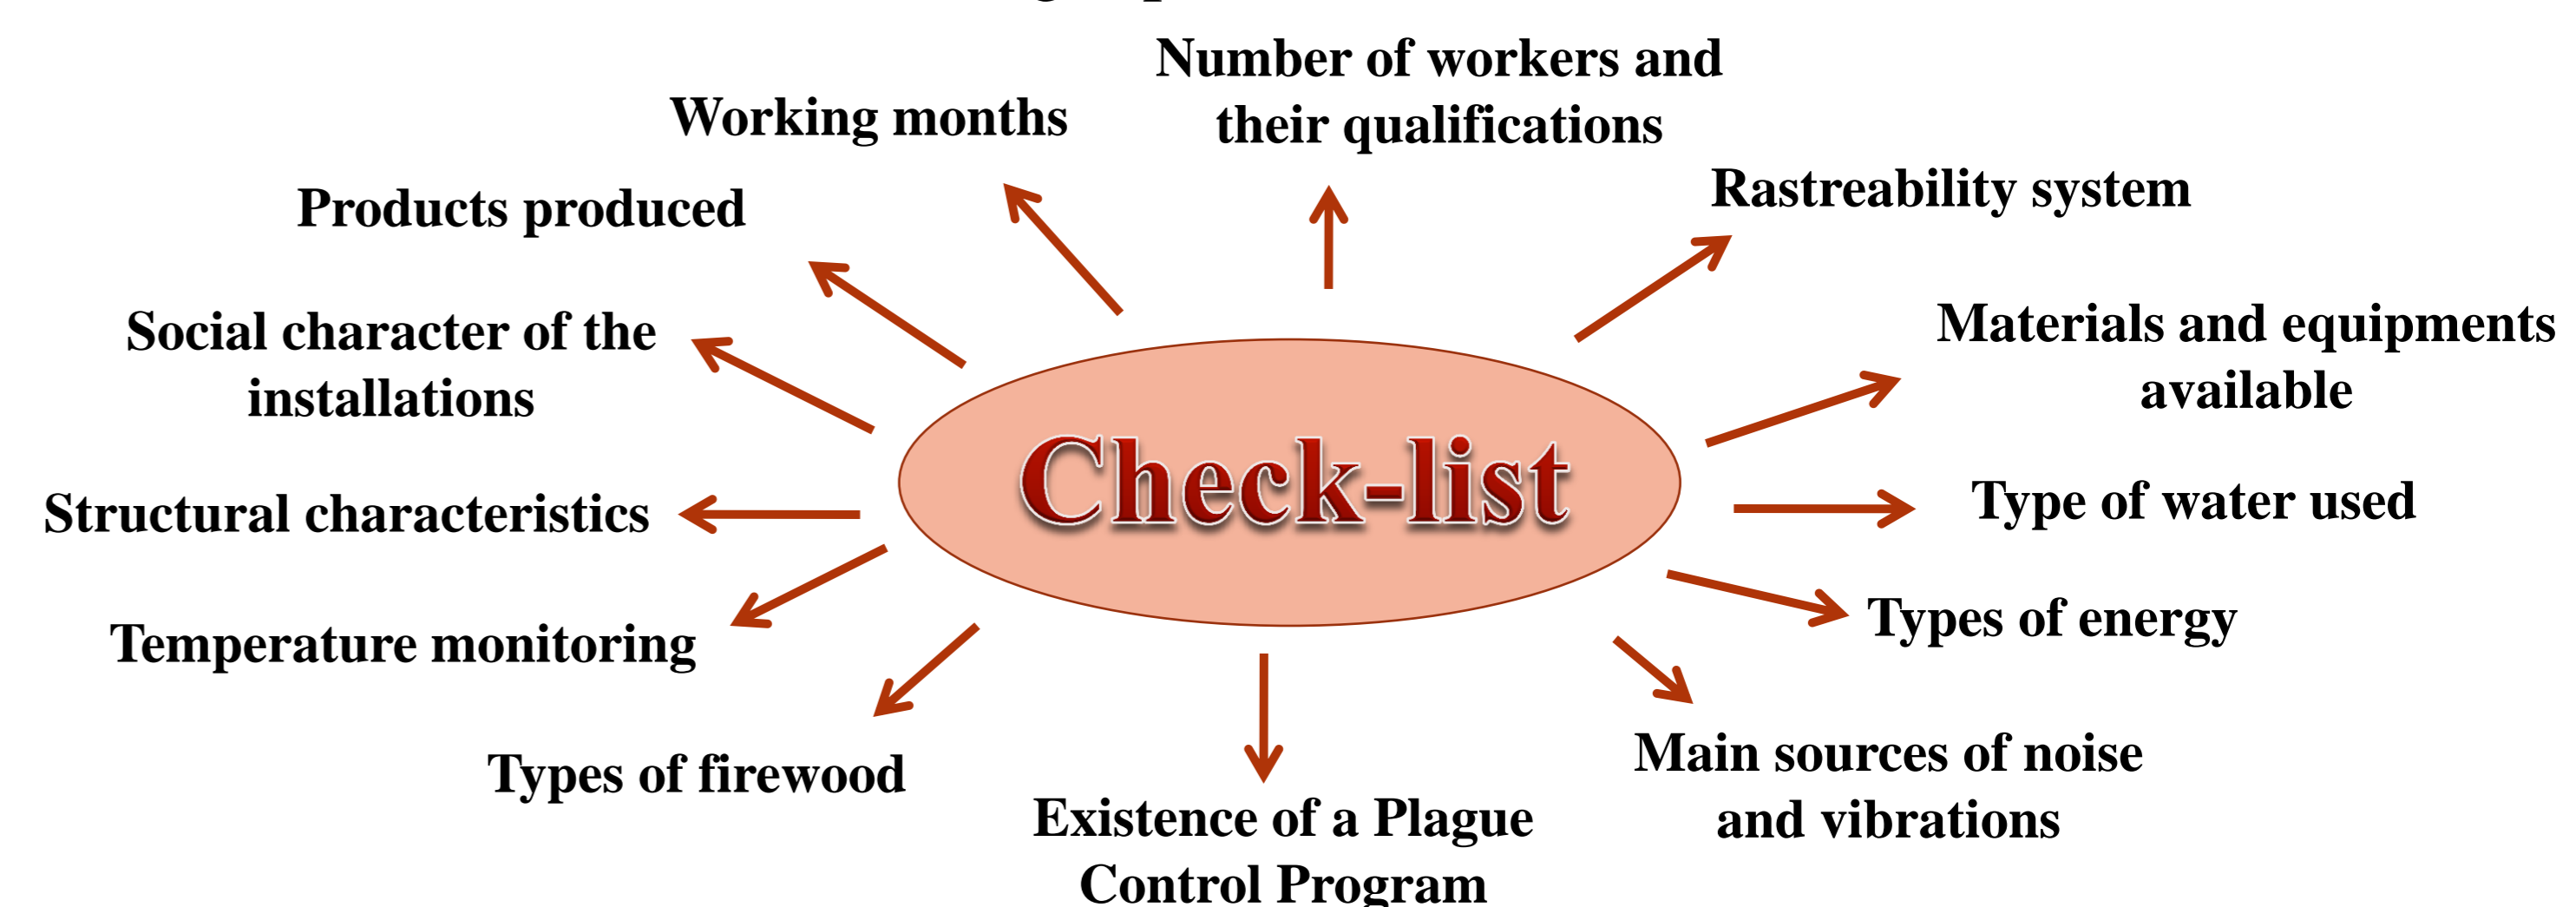 Number of workers and
their qualifications
Working months
Rastreability system
Products produced
Materials and equipments
available
Social character of the
installations
Check-list
Type of water used
Structural characteristics
Types of energy
Temperature monitoring
Main sources of noise
and vibrations
Types of firewood
Existence of a Plague
Control Program